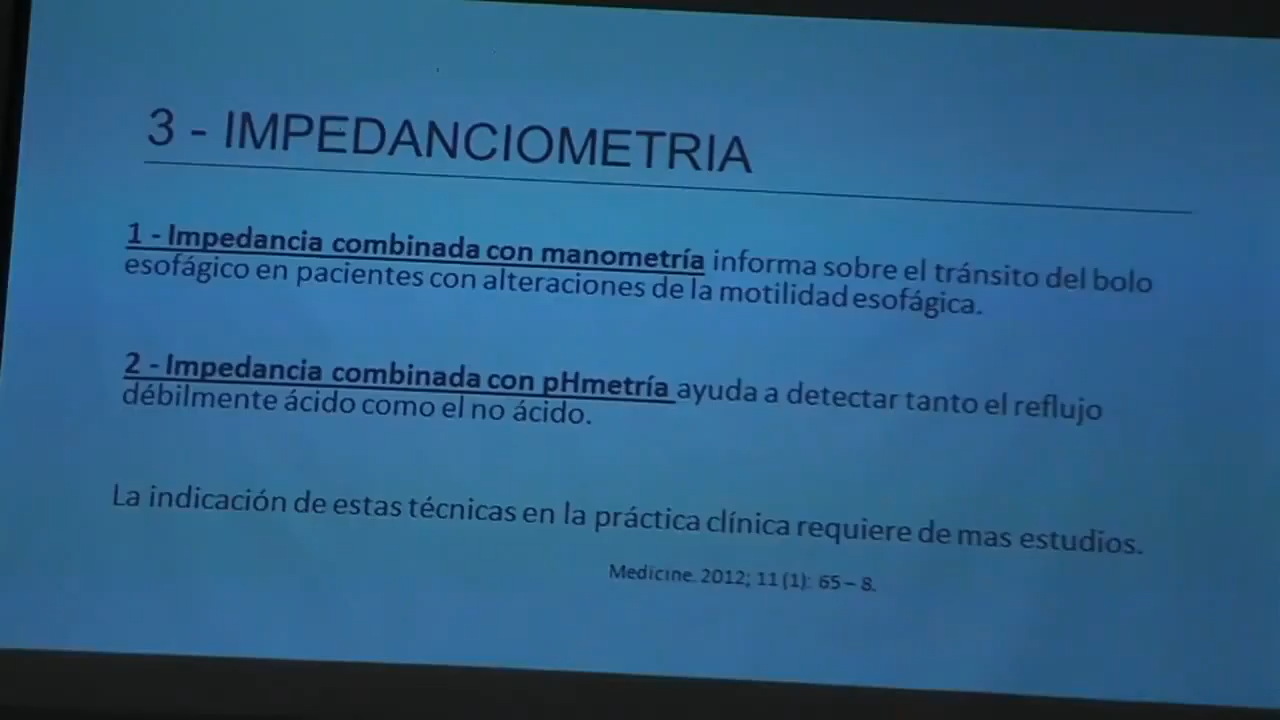 3 - IMPEDANCIOMETRIA
1 - Impedancia combinada con manometría informa sobre el tránsito del bolo
esofágico en pacientes con alteraciones de la motilidad esofágica.
2 - Impedancia combinada con pHmetría ayuda a detectar tanto el reflujo
débilmente ácido como el no ácido.
La indicación de estas técnicas en la práctica clínica requiere de mas estudios.
Medicine. 2012; 11 (1): 65 – 8.